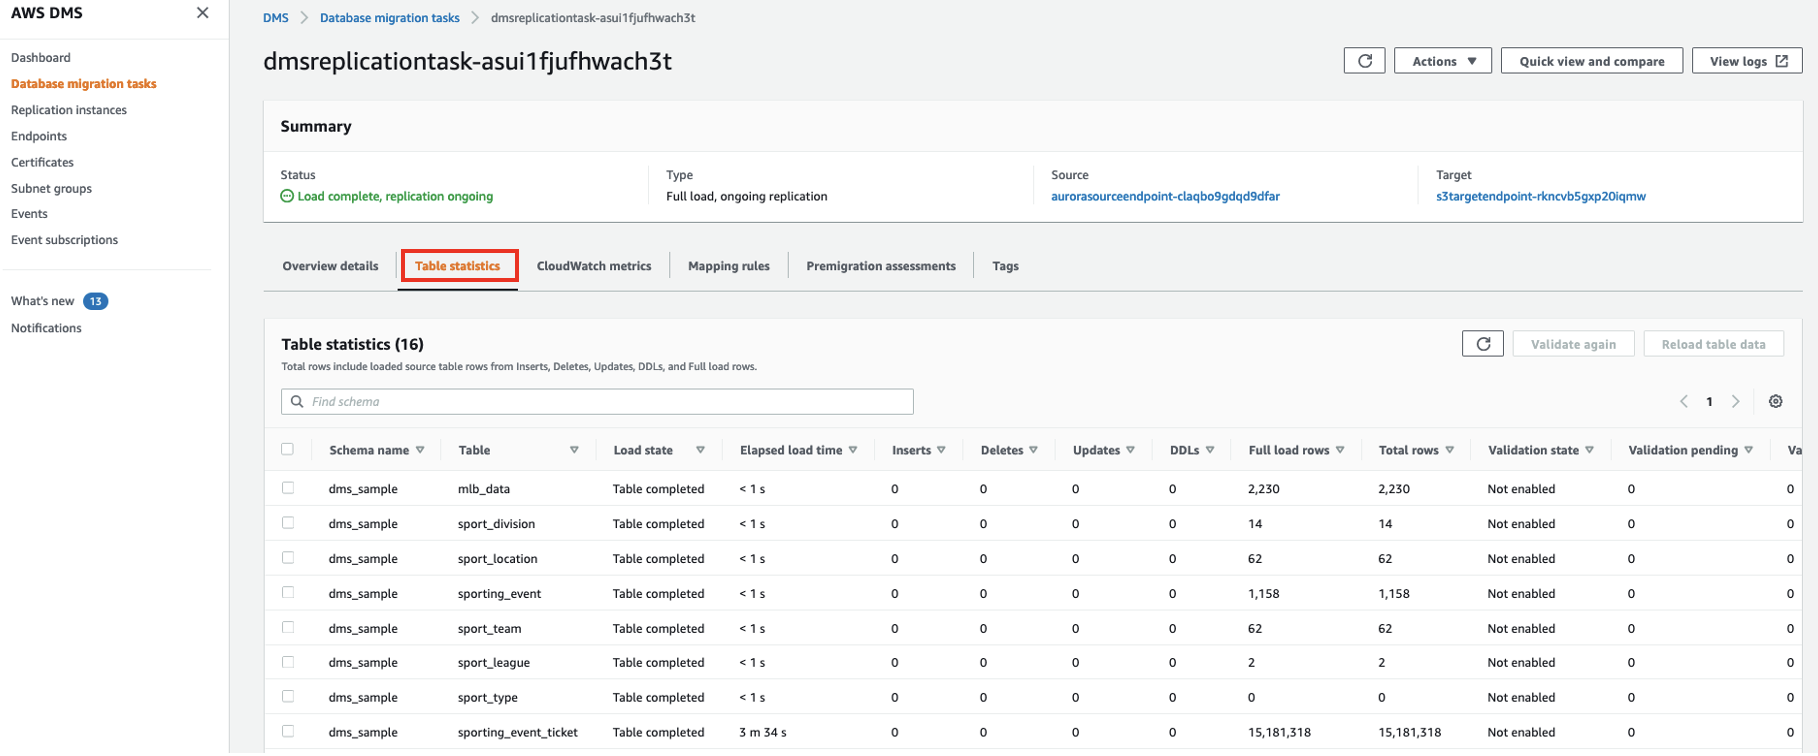 AWS DMS
Dashboard
Database migration tasks
Replication instances
Endpoints
Certificates
Subnet groups
Events
Event subscriptions
What's new 13
Notifications
DMS > Database migration tasks > dmsreplicationtask-asui1fjufhwach3t
dmsreplicationtask-asui1fjufhwach3t
Actions Quick view and compare View logs
Summary
Status Type Source Target
Load complete, replication ongoing Full load, ongoing replication aurorasourceendpoint-claqbo9gdqd9dfar s3targetendpoint-rkncvb5gxp20iqmw
Overview details Table statistics CloudWatch metrics Mapping rules Premigration assessments Tags
Table statistics (16) Validate again Reload table data
Total rows include loaded source table rows from Inserts, Deletes, Updates, DDLs, and Full load rows.
Find schema 1
Schema name Table Load state Elapsed load time Inserts Deletes Updates DDLs Full load rows Total rows Validation state Validation pending Va
dms_sample mlb_data Table completed < 1 s 0 0 0 0 2,230 2,230 Not enabled 0 0
dms_sample sport_division Table completed < 1 s 0 0 0 0 14 14 Not enabled 0 0
dms_sample sport_location Table completed < 1 s 0 0 0 0 62 62 Not enabled 0 0
dms_sample sporting_event Table completed < 1 s 0 0 0 0 1,158 1,158 Not enabled 0 0
dms_sample sport_team Table completed < 1 s 0 0 0 0 62 62 Not enabled 0 0
dms_sample sport_league Table completed < 1 s 0 0 0 0 2 2 Not enabled 0 0
dms_sample sport_type Table completed < 1 s 0 0 0 0 0 0 Not enabled 0 0
dms_sample sporting_event_ticket Table completed 3 m 34 s 0 0 0 0 15,181,318 15,181,318 Not enabled 0 0